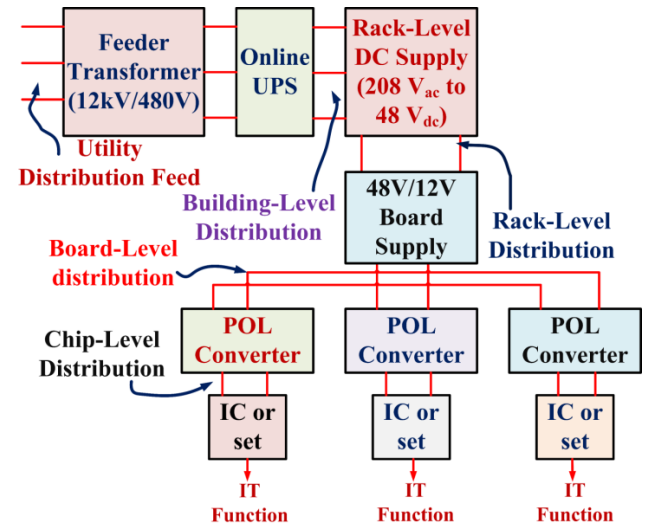 Feeder
Transformer
(12kV/480V)
Online
UPS
Rack-Level
DC Supply
(208 Vac to
48 Vdc)
Utility
Distribution Feed
Building-Level
Distribution
48V/12V
Board
Supply
Rack-Level
Distribution
Board-Level
distribution
Chip-Level
Distribution
POL
Converter
POL
Converter
POL
Converter
IC or
set
IC or
set
IC or
set
IT
Function
IT
Function
IT
Function